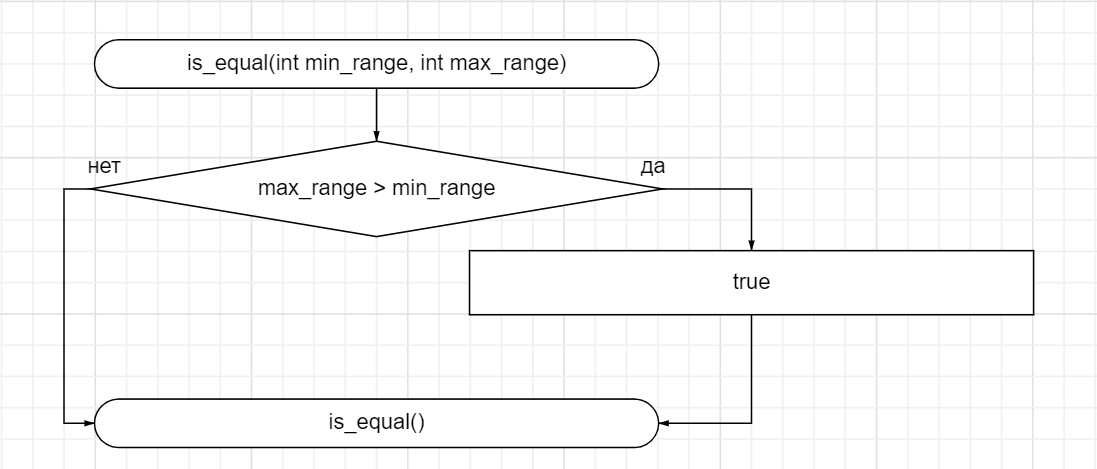 is_equal(int min_range, int max_range)
нет
да
max_range > min_range
true
is_equal()